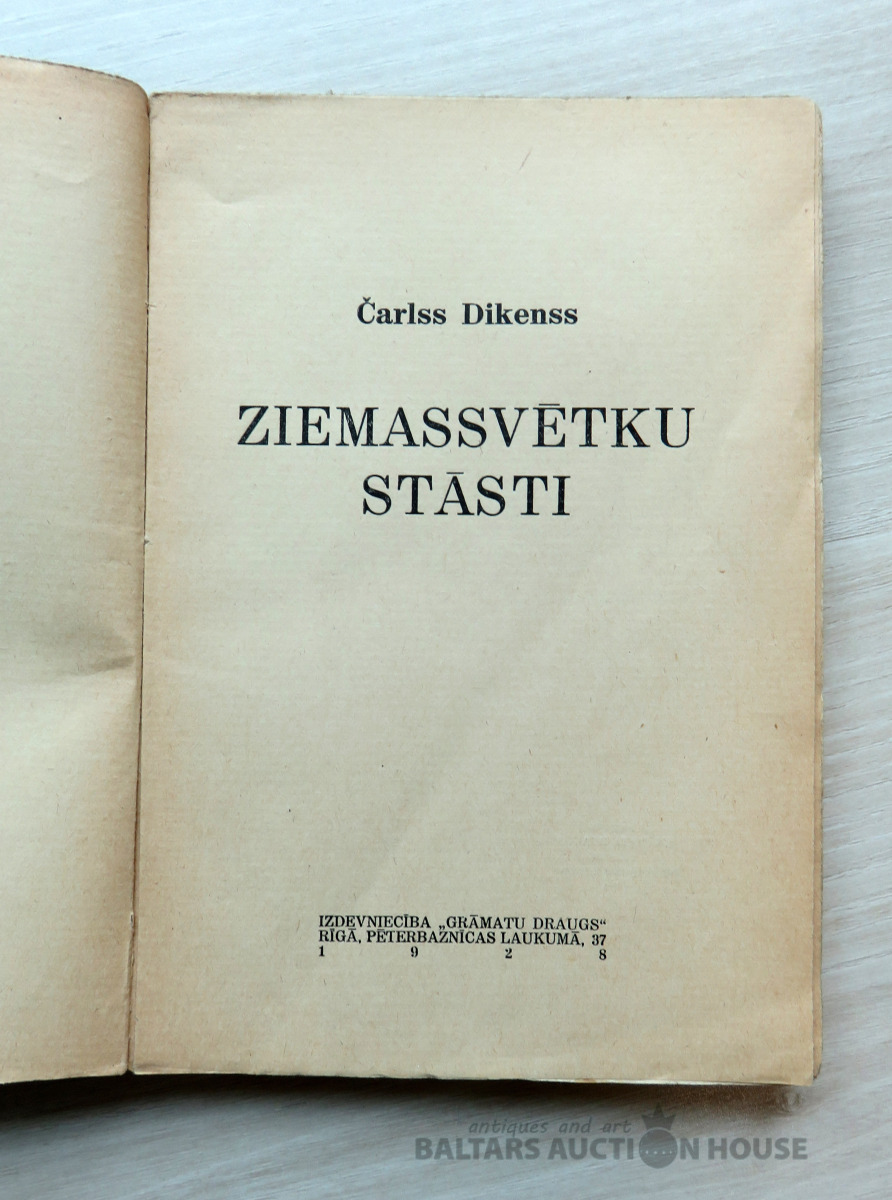 Čarlss Dikenss
ZIEMASSVĒTKU
STĀSTI
IZDEVNIECĪBA „GRĀMATU DRAUGS“
RĪGĀ, PĒTERBAZNĪCAS LAUKUMĀ, 37
1 9 2 8
antiques and art
BALTARS AUCTION HOUSE